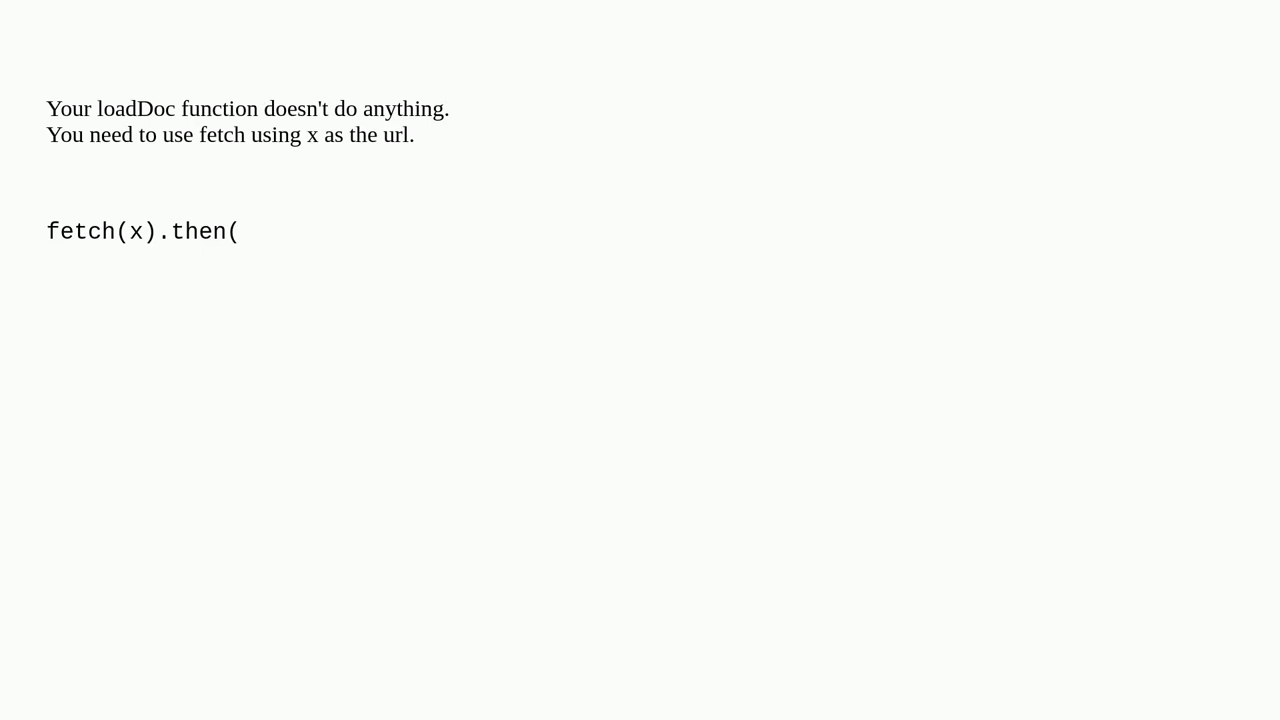 Your loadDoc function doesn't do anything.
You need to use fetch using x as the url.
fetch(x).then(